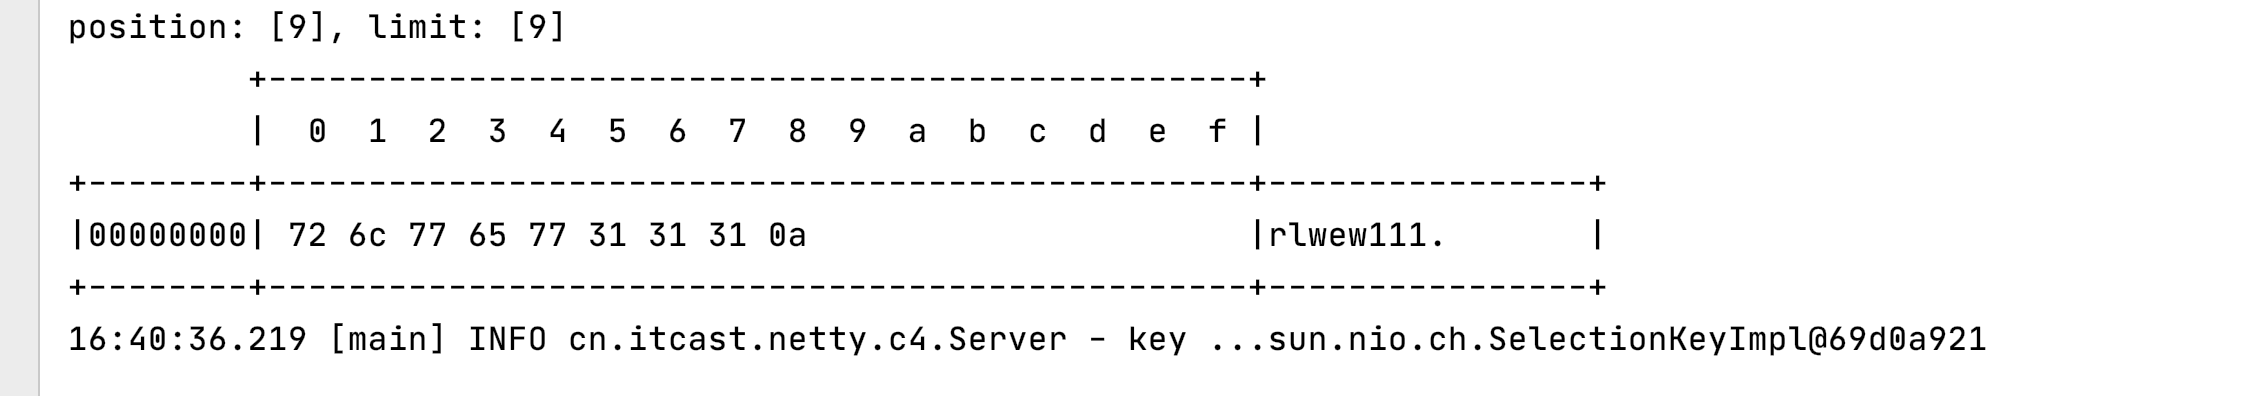 position: [9], limit: [9]
         +-------------------------------------------------+
         |  0  1  2  3  4  5  6  7  8  9  a  b  c  d  e  f |
+--------+-------------------------------------------------+----------------+
|00000000| 72 6c 77 65 77 31 31 31 0a                      |rlwew111.       |
+--------+-------------------------------------------------+----------------+
16:40:36.219 [main] INFO cn.itcast.netty.c4.Server - key ...sun.nio.ch.SelectionKeyImpl@69d0a921